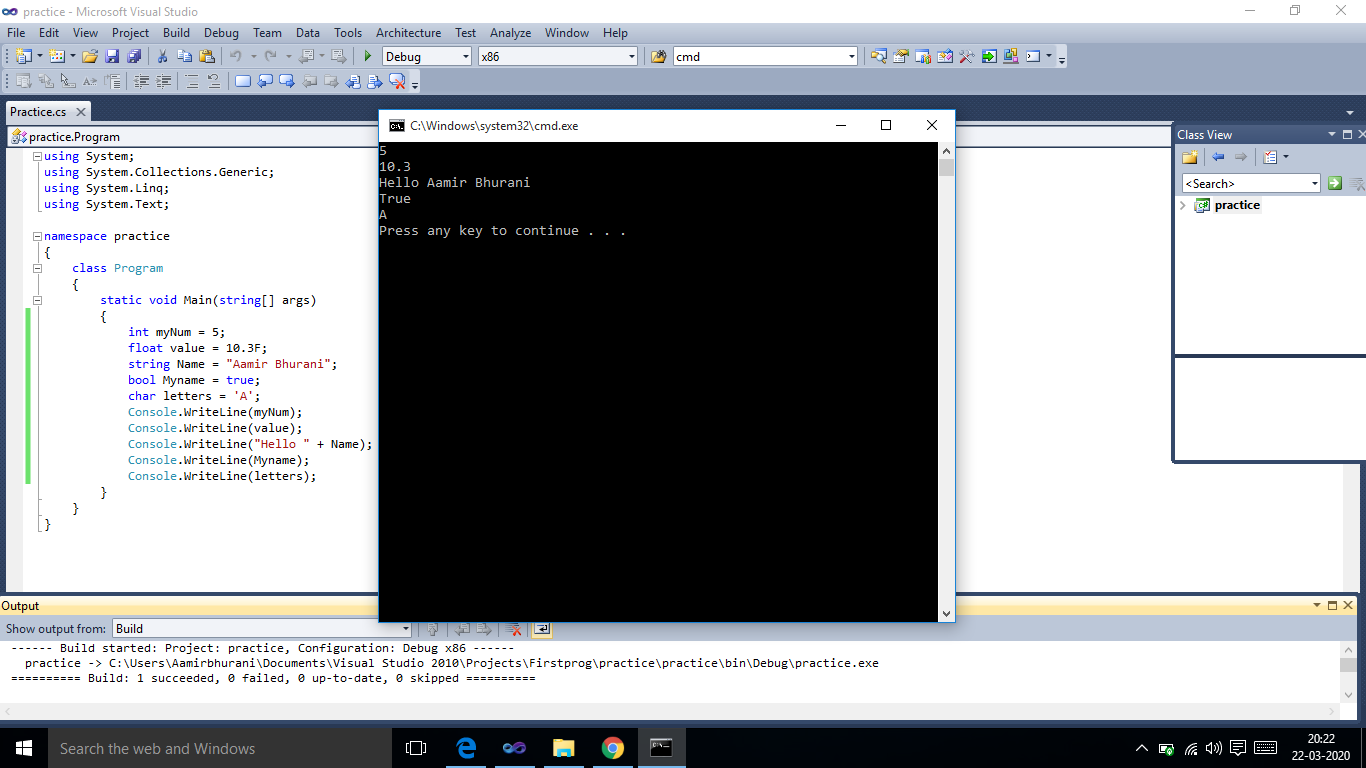 practice - Microsoft Visual Studio
File Edit View Project Build Debug Team Data Tools Architecture Test Analyze Window Help
Debug x86 cmd
Practice.cs
practice.Program
using System;
using System.Collections.Generic;
using System.Linq;
using System.Text;
namespace practice
{
class Program
{
static void Main(string[] args)
{
int myNum = 5;
float value = 10.3F;
string Name = "Aamir Bhurani";
bool Myname = true;
char letters = 'A';
Console.WriteLine(myNum);
Console.WriteLine(value);
Console.WriteLine("Hello " + Name);
Console.WriteLine(Myname);
Console.WriteLine(letters);
}
}
}
C:\Windows\system32\cmd.exe
5
10.3
Hello Aamir Bhurani
True
A
Press any key to continue . . .
Class View
<Search>
practice
Output
Show output from: Build
------ Build started: Project: practice, Configuration: Debug x86 ------
practice -> C:\Users\Aamirbhurani\Documents\Visual Studio 2010\Projects\Firstprog\practice\practice\bin\Debug\practice.exe
========== Build: 1 succeeded, 0 failed, 0 up-to-date, 0 skipped ==========
Search the web and Windows
20:22
22-03-2020